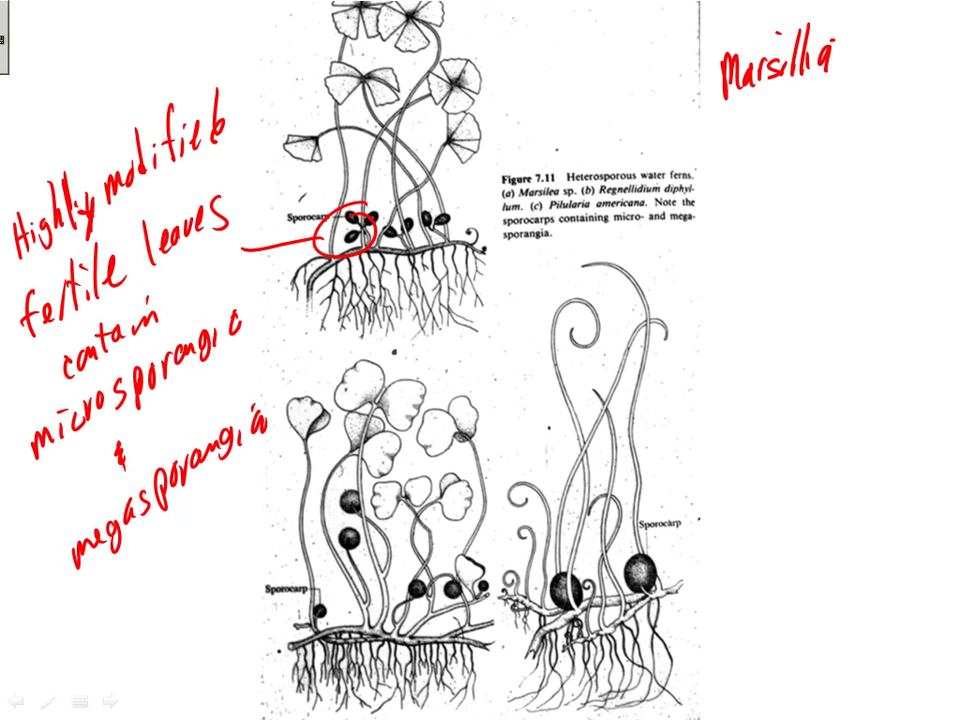 Marsillia
Highly modified
fertile leaves
contain
microsporangia
&
megasporangia
Sporocarp
Figure 7.11 Heterosporous water ferns.
(a) Marsilea sp. (b) Regnellidium diphyl-
lum. (c) Pilularia americana. Note the
sporocarps containing micro- and mega-
sporangia.
Sporocarp
Sporocarp